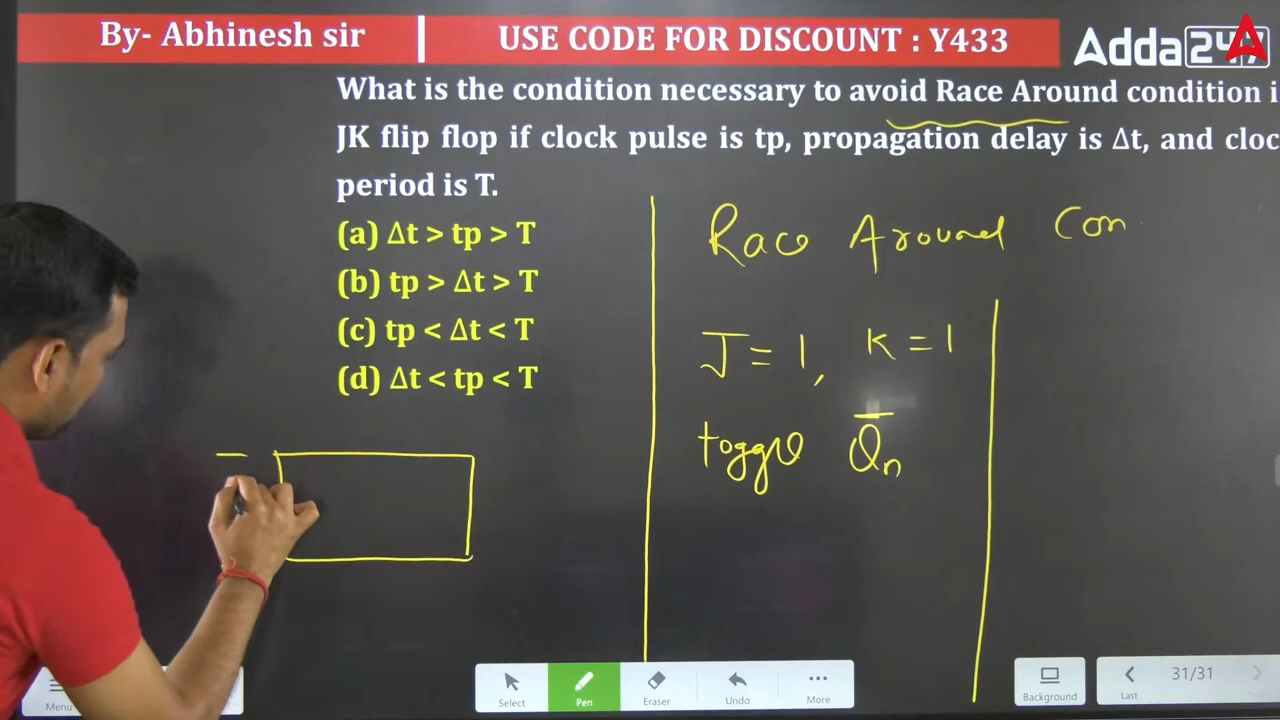 By- Abhinesh sir
USE CODE FOR DISCOUNT : Y433
Adda247
What is the condition necessary to avoid Race Around condition i
JK flip flop if clock pulse is tp, propagation delay is Δt, and cloc
period is T.
(a) Δt > tp > T
(b) tp > Δt > T
(c) tp < Δt < T
(d) Δt < tp < T
Race Around Con
J = 1, K = 1
toggle Q̅n
Menu
Select
Pen
Eraser
Undo
More
Background
Last
31/31